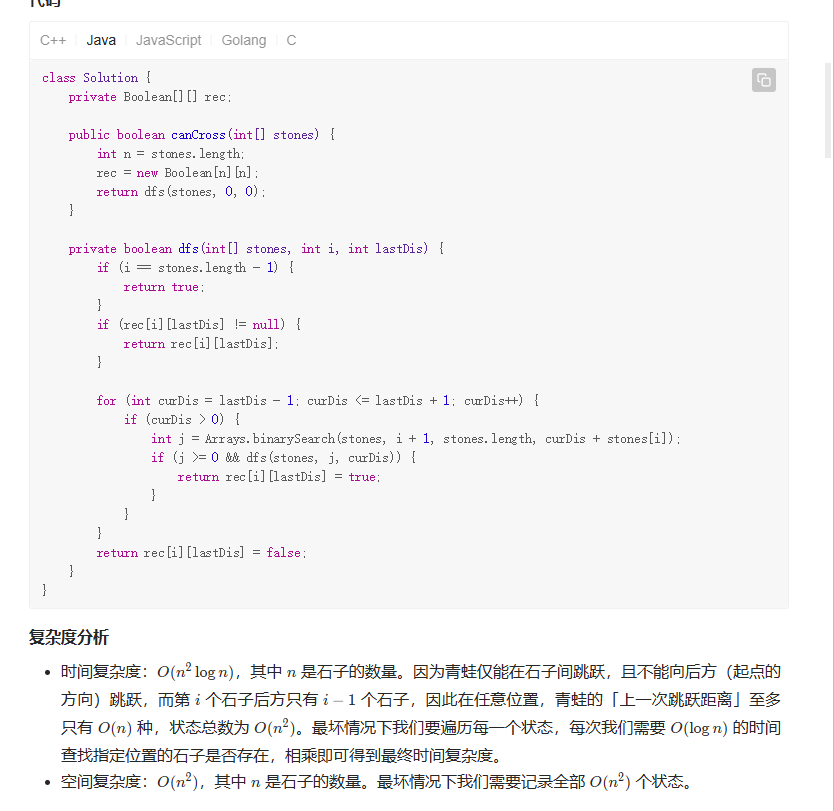 代码
C++ Java JavaScript Golang C
class Solution {
    private Boolean[][] rec;

    public boolean canCross(int[] stones) {
        int n = stones.length;
        rec = new Boolean[n][n];
        return dfs(stones, 0, 0);
    }

    private boolean dfs(int[] stones, int i, int lastDis) {
        if (i == stones.length - 1) {
            return true;
        }
        if (rec[i][lastDis] != null) {
            return rec[i][lastDis];
        }

        for (int curDis = lastDis - 1; curDis <= lastDis + 1; curDis++) {
            if (curDis > 0) {
                int j = Arrays.binarySearch(stones, i + 1, stones.length, curDis + stones[i]);
                if (j >= 0 && dfs(stones, j, curDis)) {
                    return rec[i][lastDis] = true;
                }
            }
        }
        return rec[i][lastDis] = false;
    }
}
复杂度分析
• 时间复杂度：O(n² log n)，其中 n 是石子的数量。因为青蛙仅能在石子间跳跃，且不能向后方（起点的
方向）跳跃，而第 i 个石子后方只有 i − 1 个石子，因此在任意位置，青蛙的「上一次跳跃距离」至多
只有 O(n) 种，状态总数为 O(n²)。最坏情况下我们要遍历每一个状态，每次我们需要 O(log n) 的时间
查找指定位置的石子是否存在，相乘即可得到最终时间复杂度。
• 空间复杂度：O(n²)，其中 n 是石子的数量。最坏情况下我们需要记录全部 O(n²) 个状态。